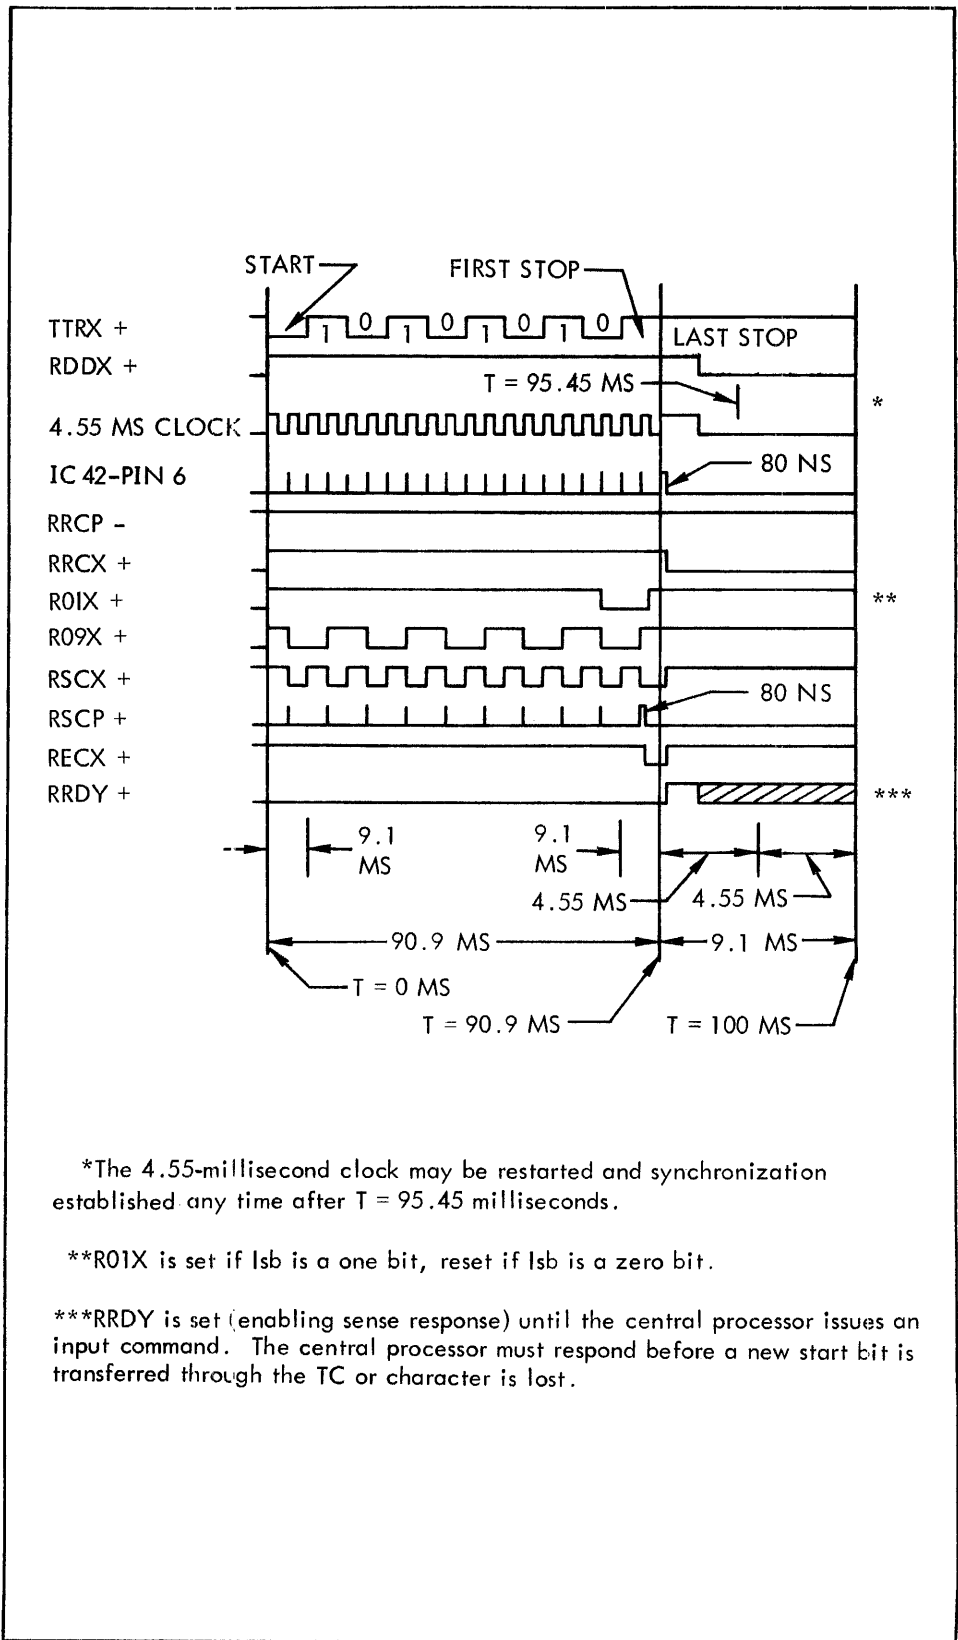 START
FIRST STOP
TTRX +
1 0 1 0 1 0 1 0
LAST STOP
RDDX +
T = 95.45 MS
*
4.55 MS CLOCK
IC 42-PIN 6
80 NS
RRCP -
RRCX +
R01X +
**
R09X +
RSCX +
80 NS
RSCP +
RECX +
RRDY +
***
9.1
MS
9.1
MS
4.55 MS
4.55 MS
90.9 MS
9.1 MS
T = 0 MS
T = 90.9 MS
T = 100 MS
*The 4.55-millisecond clock may be restarted and synchronization
established any time after T = 95.45 milliseconds.
**R01X is set if lsb is a one bit, reset if lsb is a zero bit.
***RRDY is set (enabling sense response) until the central processor issues an
input command. The central processor must respond before a new start bit is
transferred through the TC or character is lost.